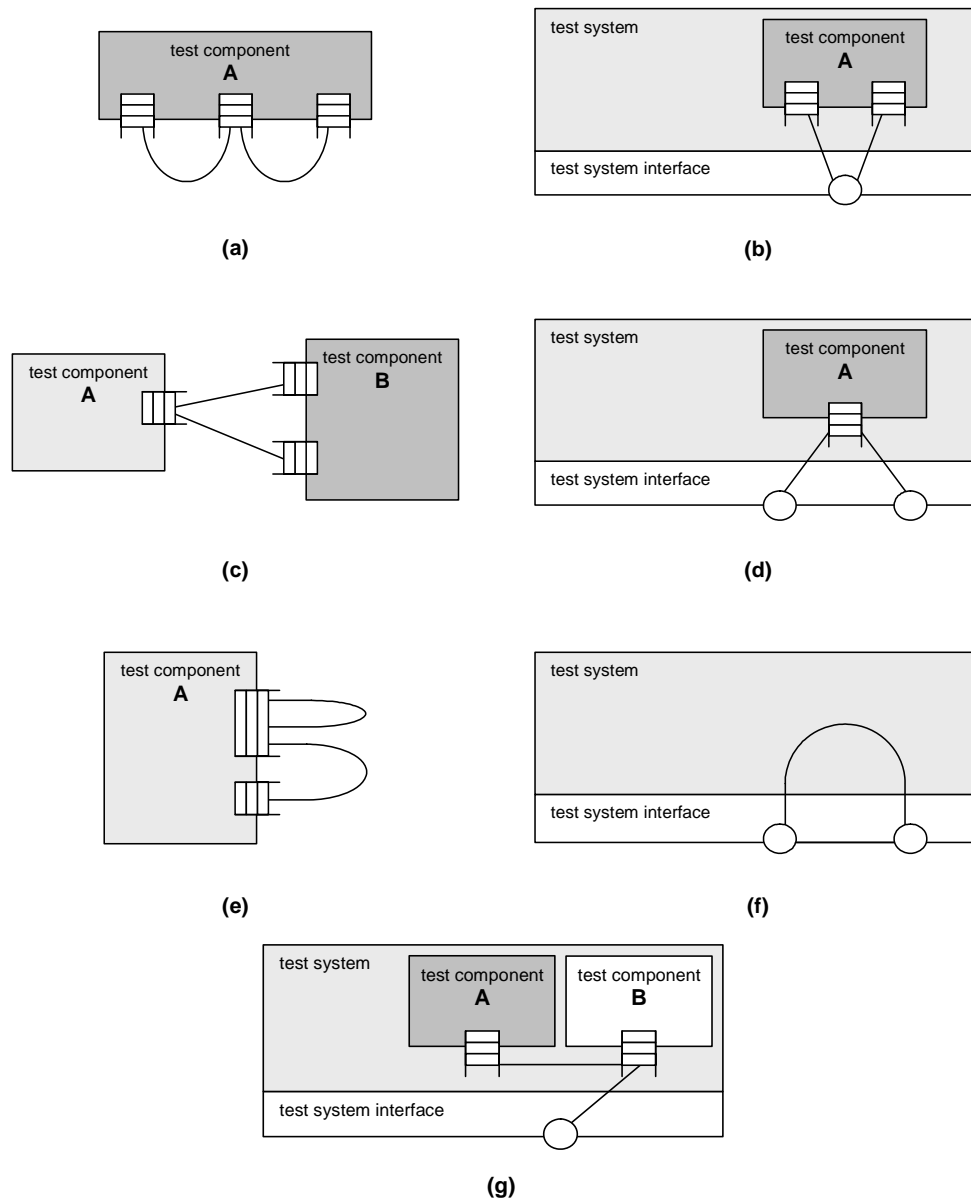 test component
A
(a)
test system
test component
A
test system interface
(b)
test component
A
test component
B
(c)
test system
test component
A
test system interface
(d)
test component
A
(e)
test system
test system interface
(f)
test system
test component
A
test component
B
test system interface
(g)